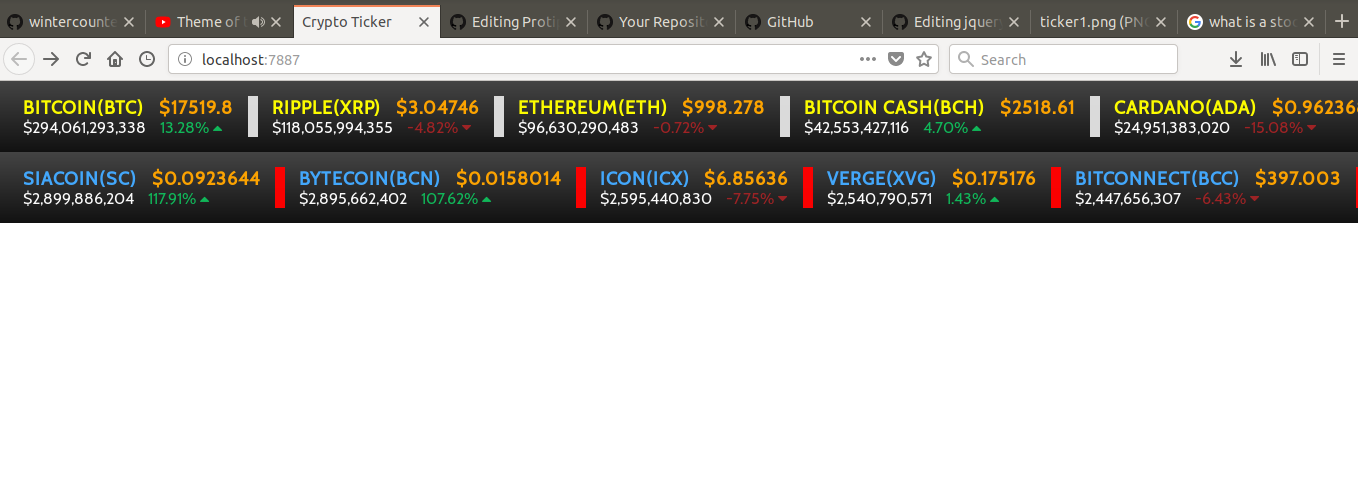 wintercounte Theme of t Crypto Ticker Editing Protip Your Reposito GitHub Editing jquery ticker1.png (PNG what is a stoc
localhost:7887 Search
BITCOIN(BTC) $17519.8 RIPPLE(XRP) $3.04746 ETHEREUM(ETH) $998.278 BITCOIN CASH(BCH) $2518.61 CARDANO(ADA) $0.96236
$294,061,293,338 13.28% $118,055,994,355 -4.82% $96,630,290,483 -0.72% $42,553,427,116 4.70% $24,951,383,020 -15.08%
SIACOIN(SC) $0.0923644 BYTECOIN(BCN) $0.0158014 ICON(ICX) $6.85636 VERGE(XVG) $0.175176 BITCONNECT(BCC) $397.003
$2,899,886,204 117.91% $2,895,662,402 107.62% $2,595,440,830 -7.75% $2,540,790,571 1.43% $2,447,656,307 -6.43%